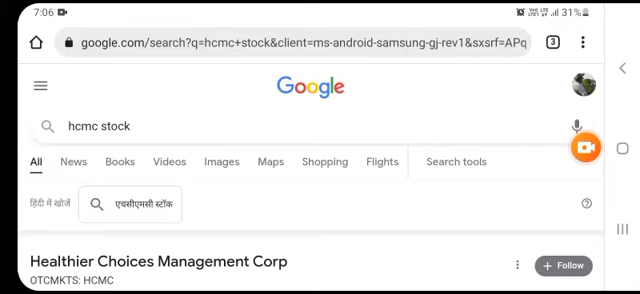 7:06 31%
google.com/search?q=hcmc+stock&client=ms-android-samsung-gj-rev1&sxsrf=APq 3
Google
hcmc stock
All News Books Videos Images Maps Shopping Flights Search tools
हिंदी में खोजें एचसीएमसी स्टॉक
Healthier Choices Management Corp
+ Follow
OTCMKTS: HCMC